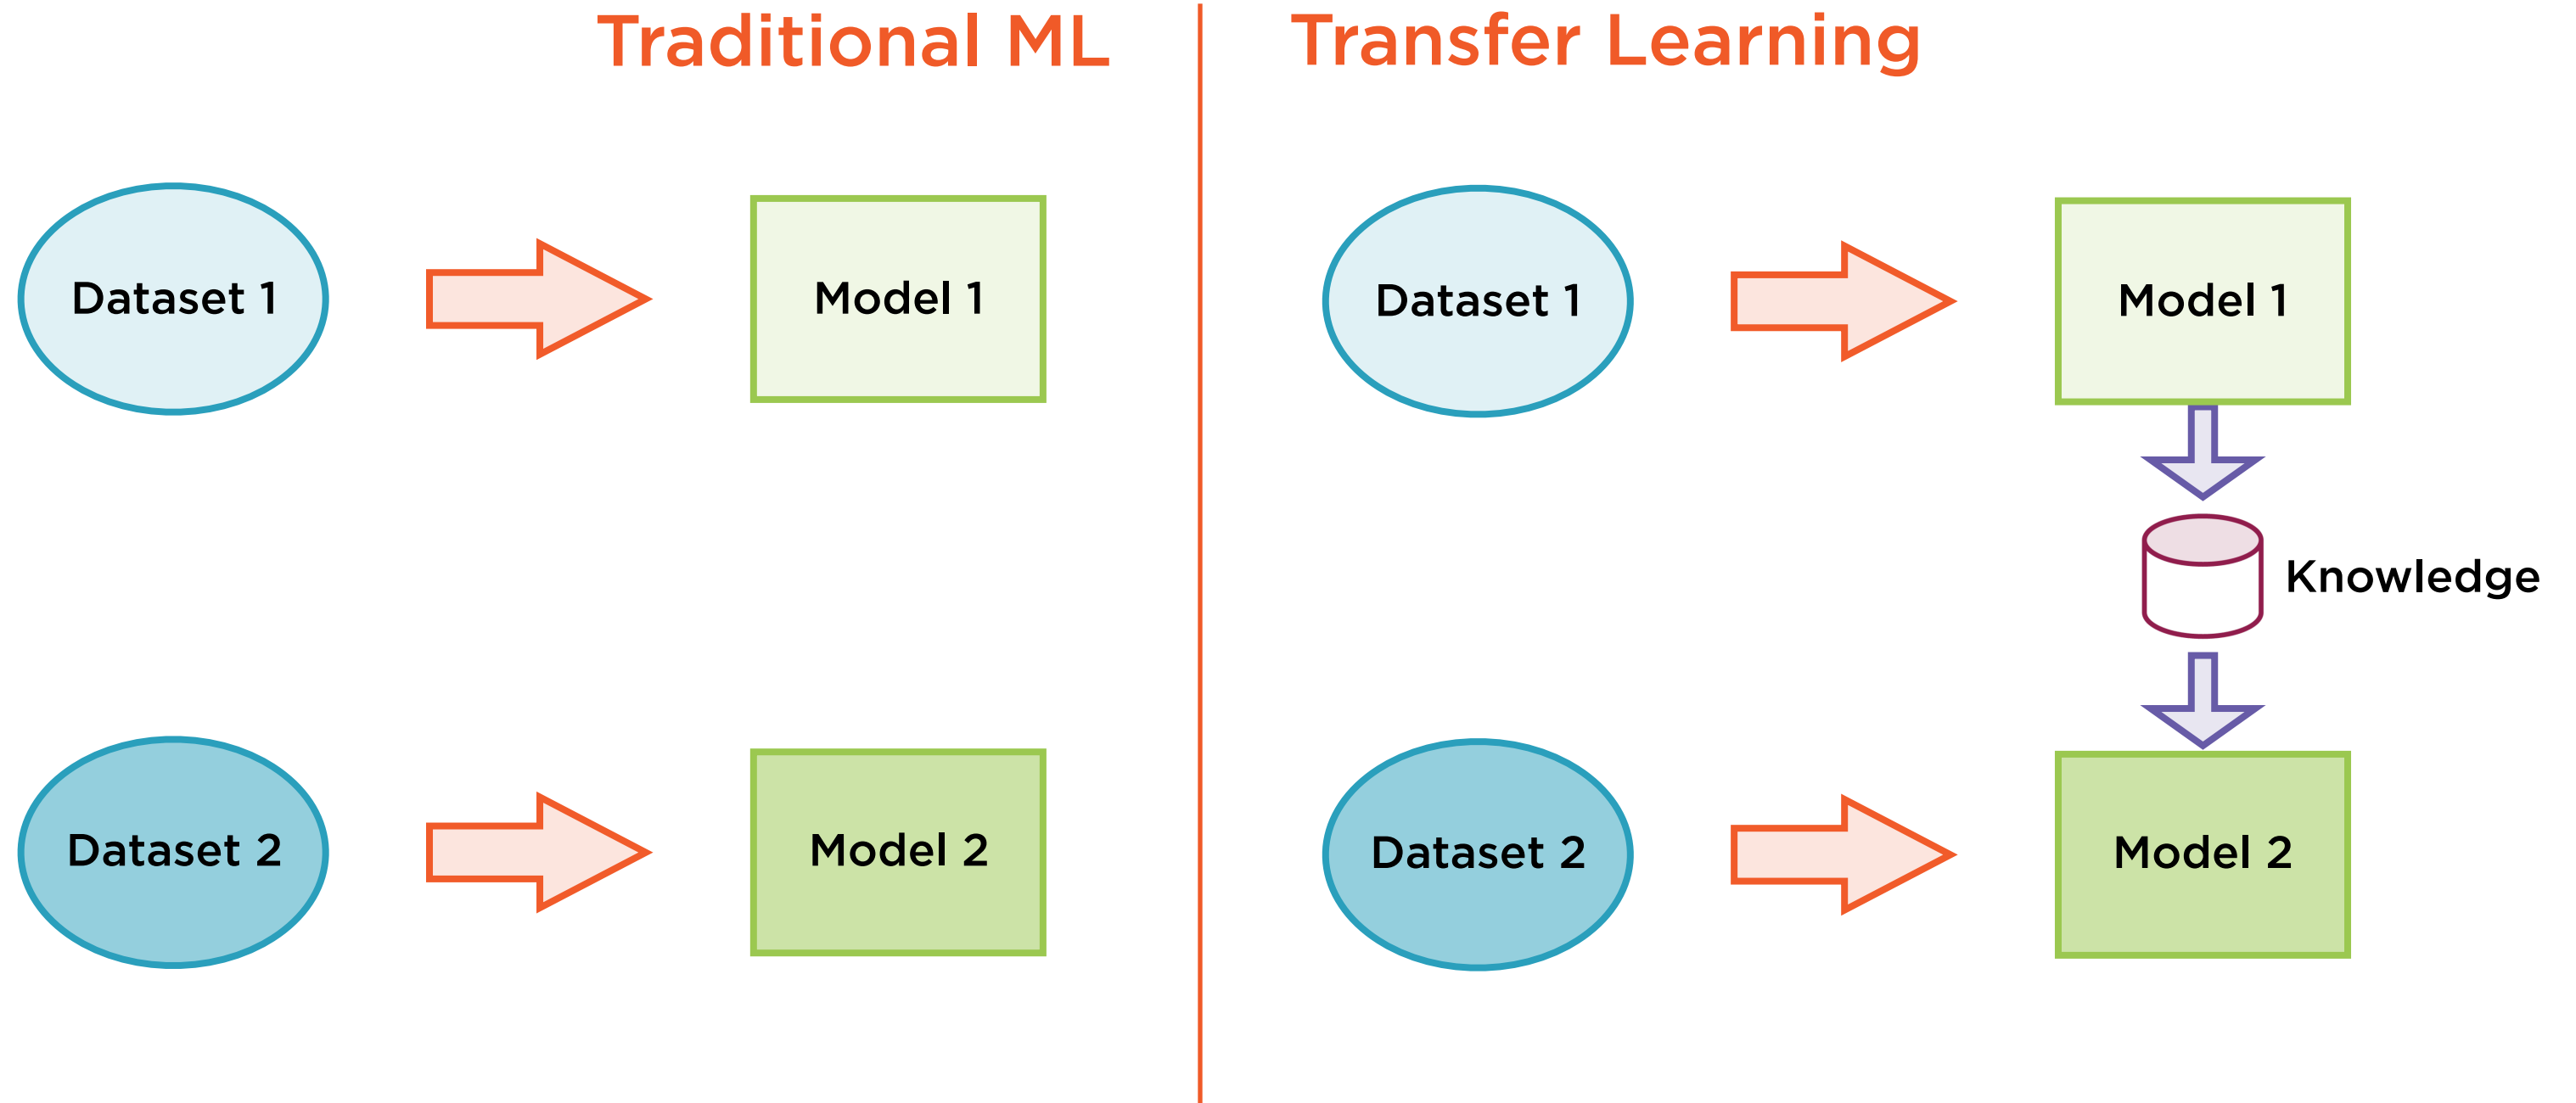 Traditional ML
Dataset 1
Model 1
Dataset 2
Model 2
Transfer Learning
Dataset 1
Model 1
Knowledge
Dataset 2
Model 2